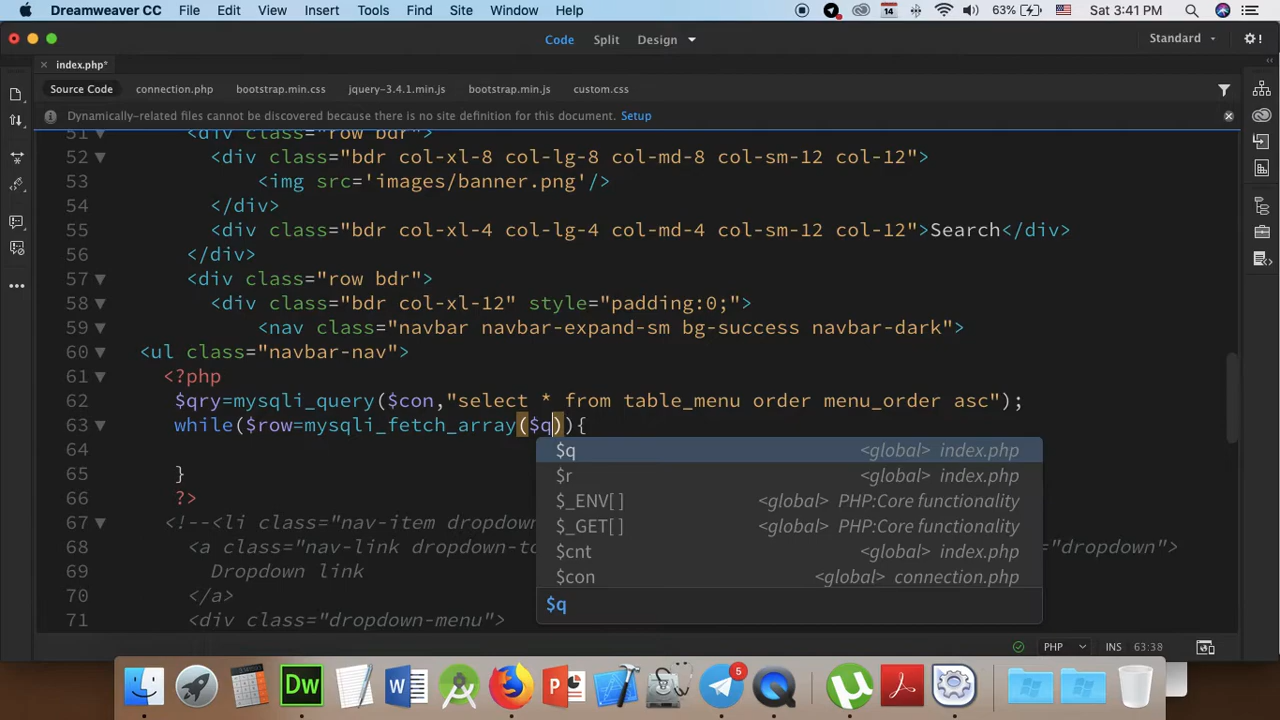 Dreamweaver CC File Edit View Insert Tools Find Site Window Help 14 63% Sat 3:41 PM
Code Split Design Standard
index.php*
Source Code connection.php bootstrap.min.css jquery-3.4.1.min.js bootstrap.min.js custom.css
Dynamically-related files cannot be discovered because there is no site definition for this document. Setup
51 <div class="row bdr">
52 <div class="bdr col-xl-8 col-lg-8 col-md-8 col-sm-12 col-12">
53 <img src='images/banner.png'/>
54 </div>
55 <div class="bdr col-xl-4 col-lg-4 col-md-4 col-sm-12 col-12">Search</div>
56 </div>
57 <div class="row bdr">
58 <div class="bdr col-xl-12" style="padding:0;">
59 <nav class="navbar navbar-expand-sm bg-success navbar-dark">
60 <ul class="navbar-nav">
61 <?php
62 $qry=mysqli_query($con,"select * from table_menu order menu_order asc");
63 while($row=mysqli_fetch_array($q)){
64
65 }
66 ?>
67 <!--<li class="nav-item dropdown
68 <a class="nav-link dropdown-to ="dropdown">
69 Dropdown link
70 </a>
71 <div class="dropdown-menu">
$q <global> index.php
$r <global> index.php
$_ENV[] <global> PHP:Core functionality
$_GET[] <global> PHP:Core functionality
$cnt <global> index.php
$con <global> connection.php
$q
PHP INS 63:38
Dw W P 5